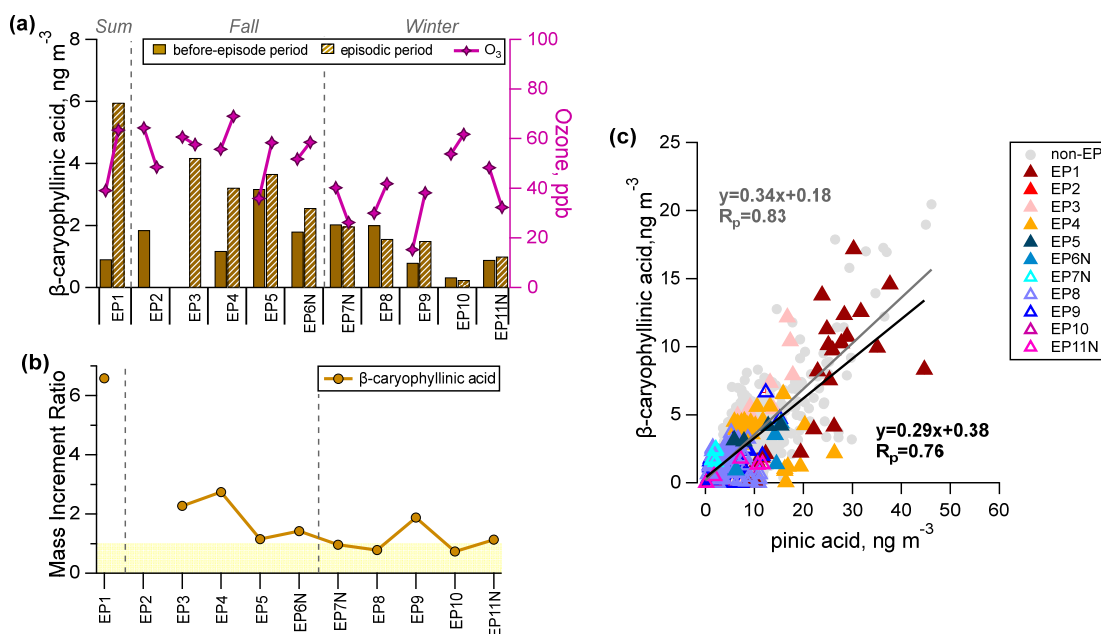 (a)
Sum
Fall
Winter
β-caryophyllinic acid, ng m-3
8
6
4
2
0
before-episode period
episodic period
O3
100
80
60
40
20
0
Ozone, ppb
EP1
EP2
EP3
EP4
EP5
EP6N
EP7N
EP8
EP9
EP10
EP11N
(b)
Mass Increment Ratio
6
4
2
0
β-caryophyllinic acid
EP1
EP2
EP3
EP4
EP5
EP6N
EP7N
EP8
EP9
EP10
EP11N
(c)
β-caryophyllinic acid,ng m-3
25
20
15
10
5
0
y=0.34x+0.18
Rp=0.83
y=0.29x+0.38
Rp=0.76
0
10
20
30
40
50
60
pinic acid, ng m-3
non-EP
EP1
EP2
EP3
EP4
EP5
EP6N
EP7N
EP8
EP9
EP10
EP11N